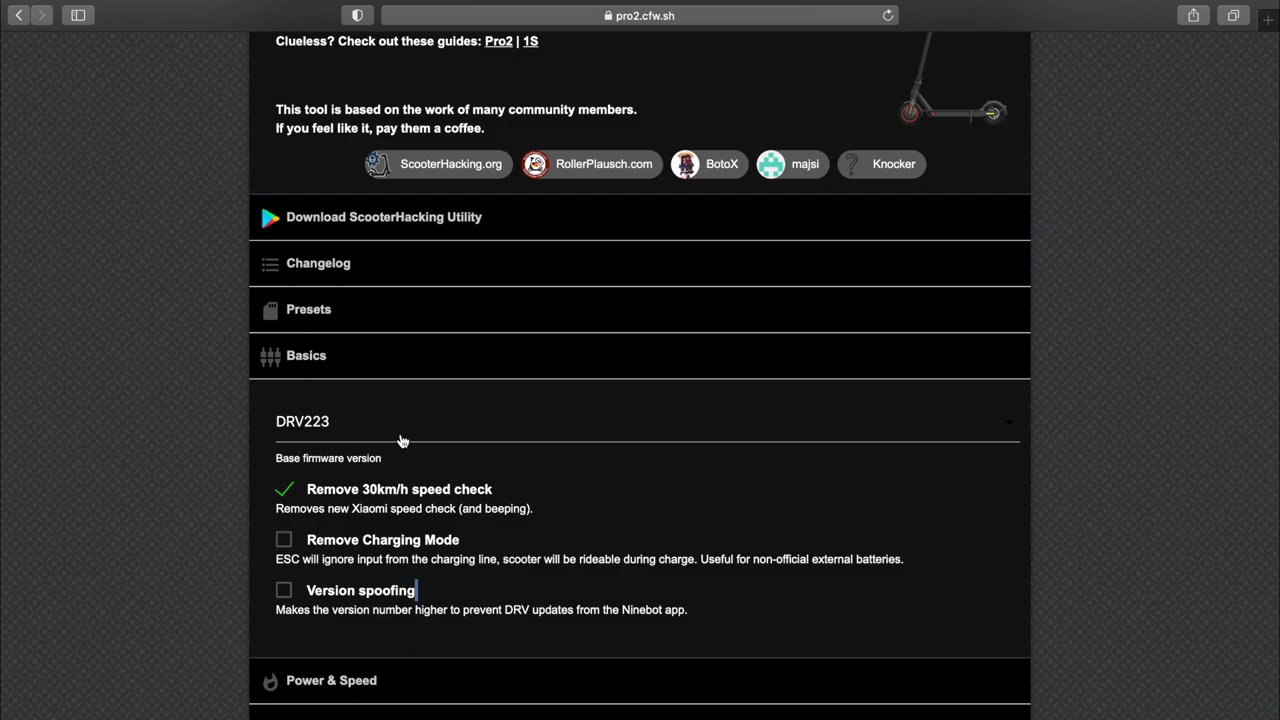 pro2.cfw.sh
Clueless? Check out these guides: Pro2 | 1S
This tool is based on the work of many community members.
If you feel like it, pay them a coffee.
ScooterHacking.org RollerPlausch.com BotoX majsi ? Knocker
Download ScooterHacking Utility
Changelog
Presets
Basics
DRV223
Base firmware version
Remove 30km/h speed check
Removes new Xiaomi speed check (and beeping).
Remove Charging Mode
ESC will ignore input from the charging line, scooter will be rideable during charge. Useful for non-official external batteries.
Version spoofing
Makes the version number higher to prevent DRV updates from the Ninebot app.
Power & Speed